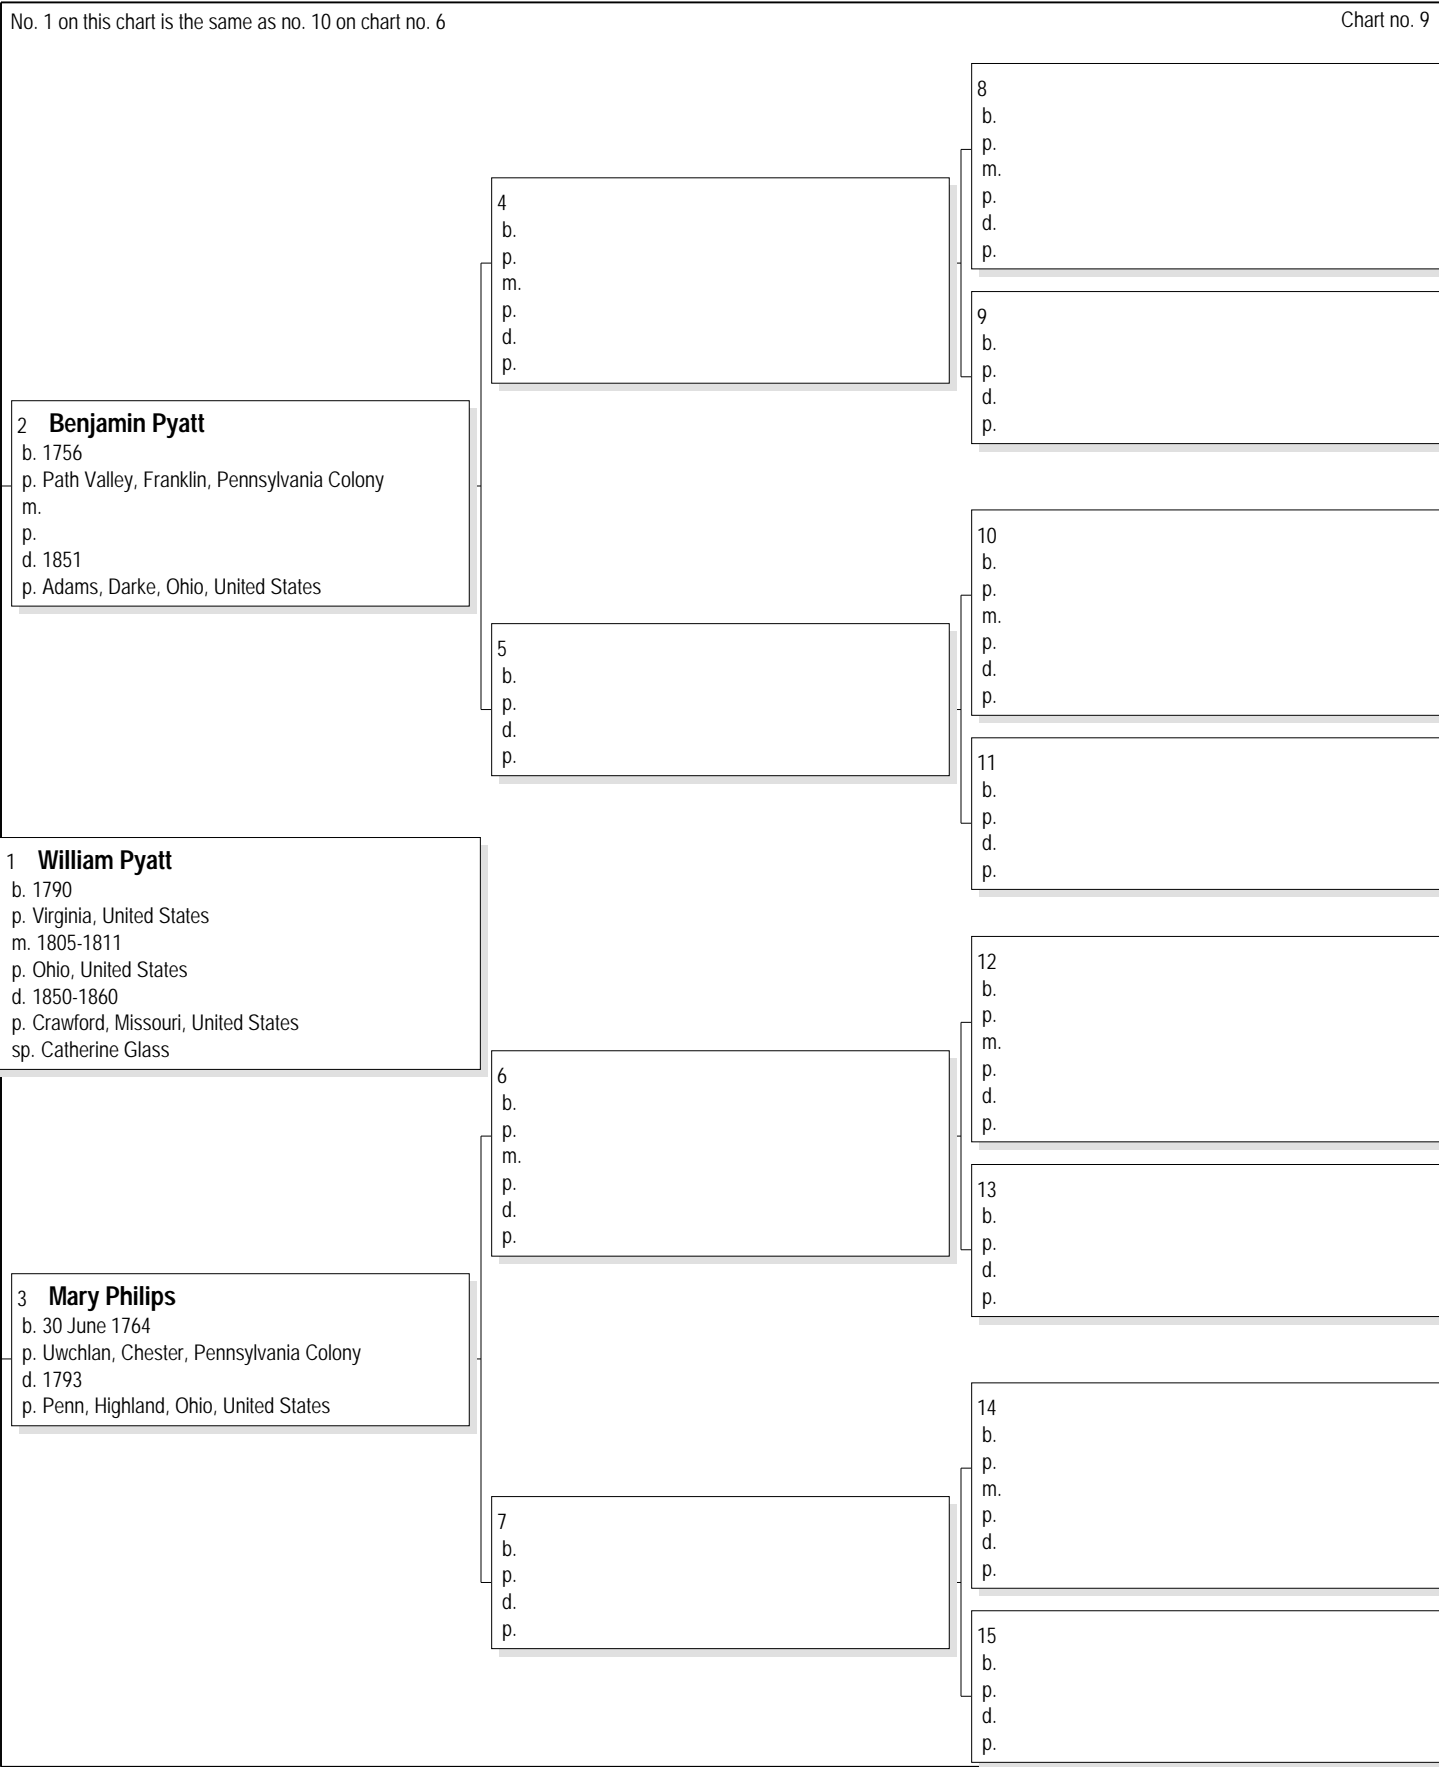 No. 1 on this chart is the same as no. 10 on chart no. 6
Chart no. 9
8
b.
p.
m.
p.
d.
p.
4
b.
p.
m.
p.
d.
p.
9
b.
p.
d.
p.
2 Benjamin Pyatt
b. 1756
p. Path Valley, Franklin, Pennsylvania Colony
m.
p.
d. 1851
p. Adams, Darke, Ohio, United States
10
b.
p.
m.
p.
d.
p.
5
b.
p.
d.
p.
11
b.
p.
d.
p.
1 William Pyatt
b. 1790
p. Virginia, United States
m. 1805-1811
p. Ohio, United States
d. 1850-1860
p. Crawford, Missouri, United States
sp. Catherine Glass
12
b.
p.
m.
p.
d.
p.
6
b.
p.
m.
p.
d.
p.
13
b.
p.
d.
p.
3 Mary Philips
b. 30 June 1764
p. Uwchlan, Chester, Pennsylvania Colony
d. 1793
p. Penn, Highland, Ohio, United States
14
b.
p.
m.
p.
d.
p.
7
b.
p.
d.
p.
15
b.
p.
d.
p.